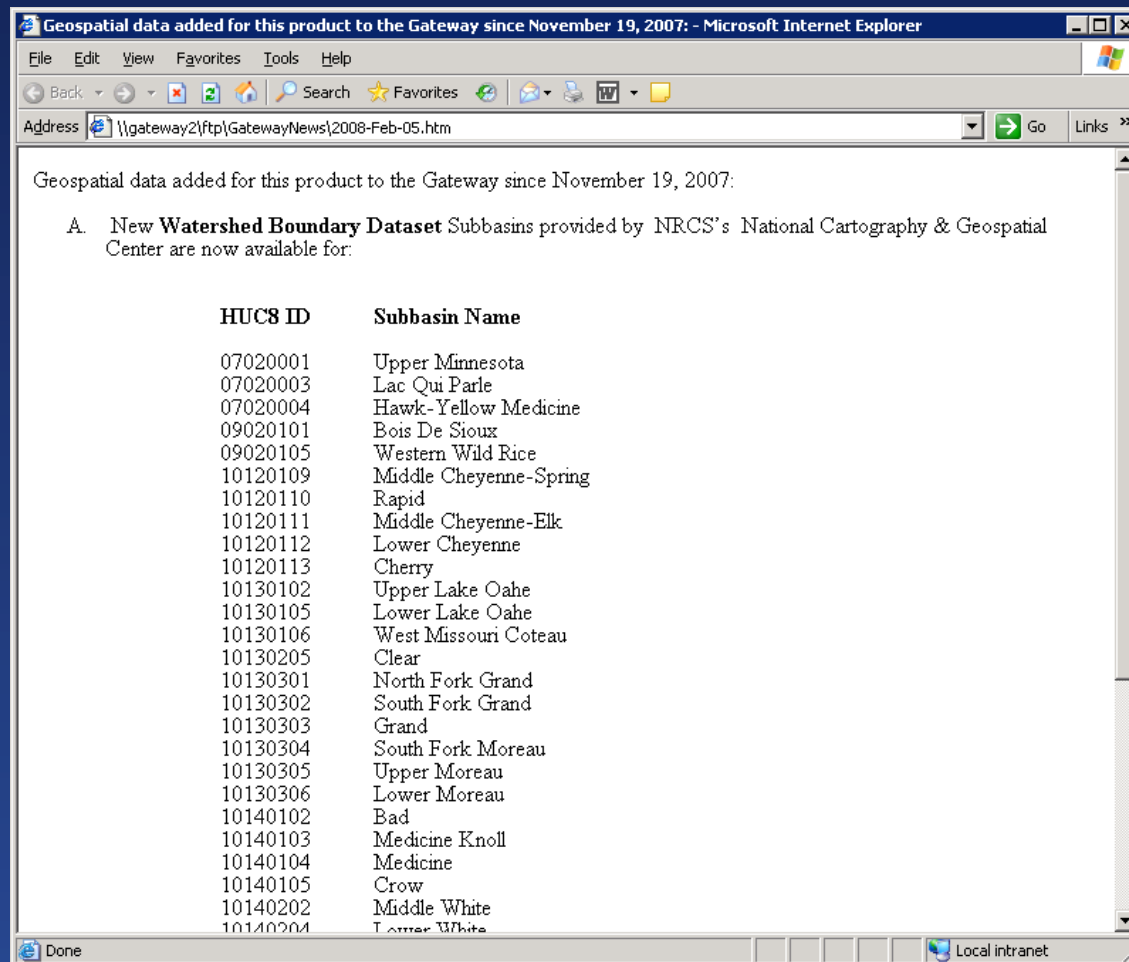 Geospatial data added for this product to the Gateway since November 19, 2007: - Microsoft Internet Explorer
File Edit View Favorites Tools Help
Back Search Favorites
Address \\gateway2\ftp\GatewayNews\2008-Feb-05.htm Go Links »
Geospatial data added for this product to the Gateway since November 19, 2007:
A. New Watershed Boundary Dataset Subbasins provided by NRCS's National Cartography & Geospatial
Center are now available for:
HUC8 ID Subbasin Name
07020001 Upper Minnesota
07020003 Lac Qui Parle
07020004 Hawk-Yellow Medicine
09020101 Bois De Sioux
09020105 Western Wild Rice
10120109 Middle Cheyenne-Spring
10120110 Rapid
10120111 Middle Cheyenne-Elk
10120112 Lower Cheyenne
10120113 Cherry
10130102 Upper Lake Oahe
10130105 Lower Lake Oahe
10130106 West Missouri Coteau
10130205 Clear
10130301 North Fork Grand
10130302 South Fork Grand
10130303 Grand
10130304 South Fork Moreau
10130305 Upper Moreau
10130306 Lower Moreau
10140102 Bad
10140103 Medicine Knoll
10140104 Medicine
10140105 Crow
10140202 Middle White
10140204 Lower White
Done Local intranet